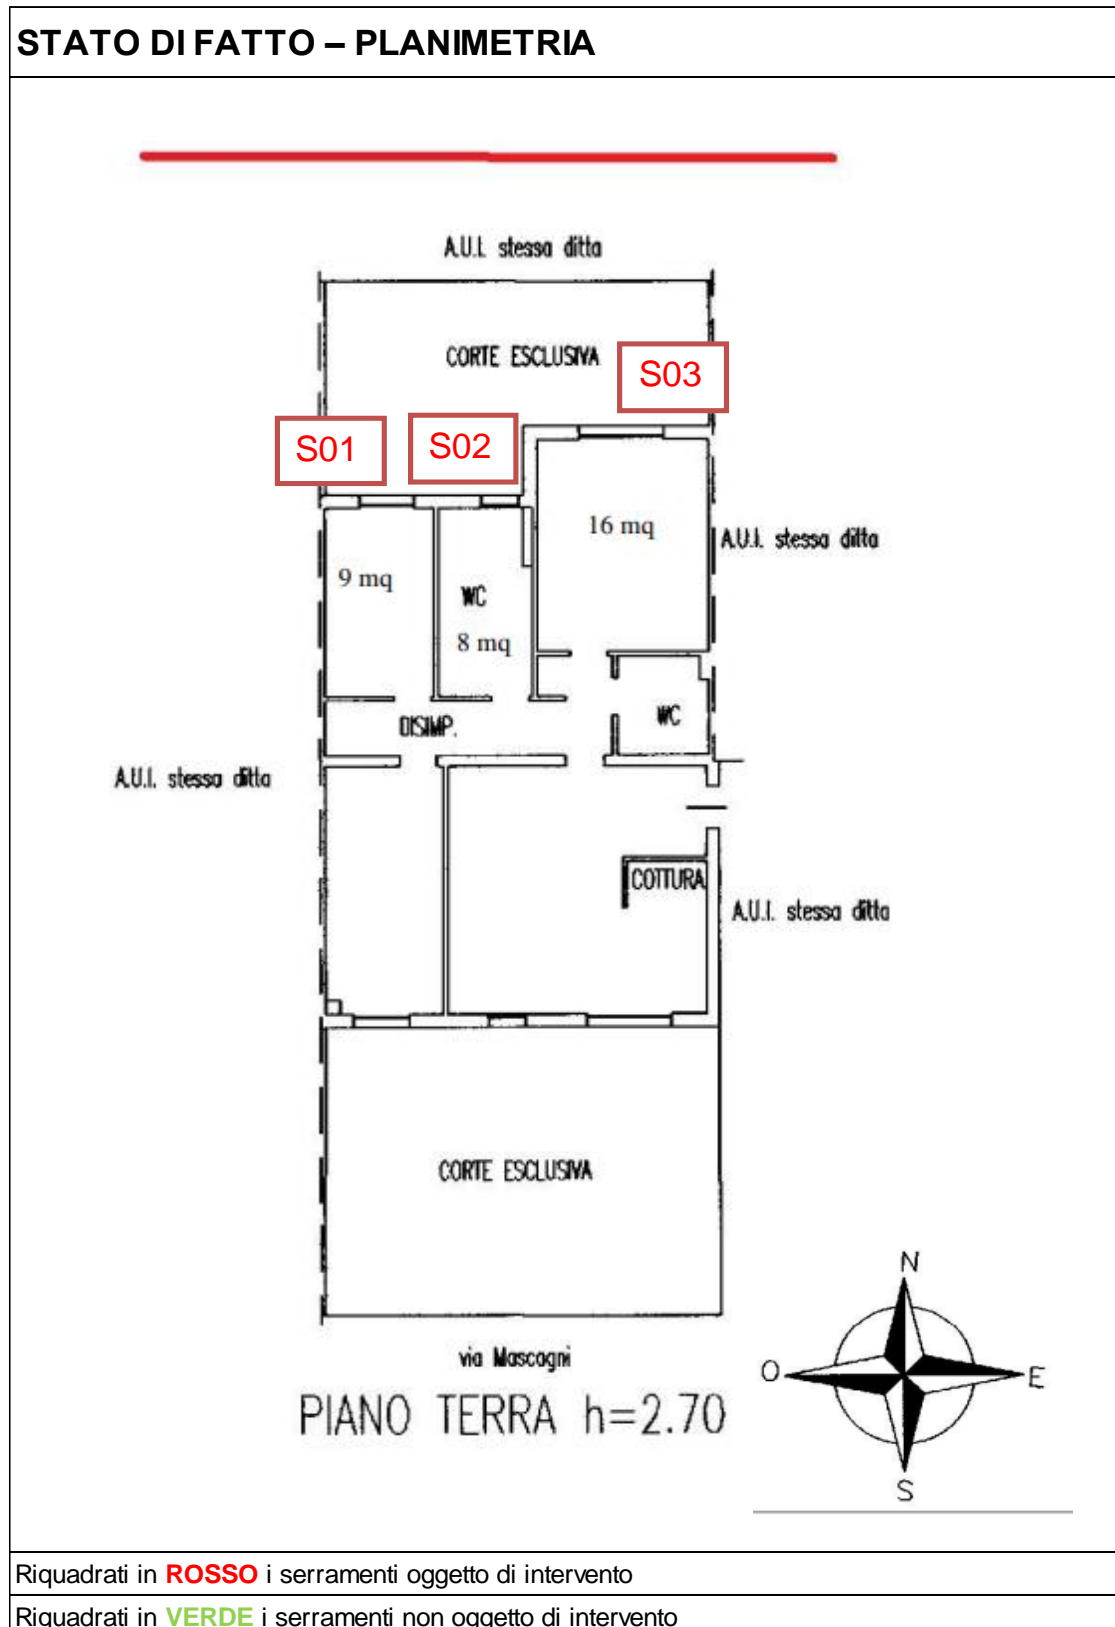 STATO DI FATTO – PLANIMETRIA
A.U.I. stessa ditta
CORTE ESCLUSIVA
S03
S01
S02
16 mq
A.U.I. stessa ditta
9 mq
WC
8 mq
WC
DISIMP.
A.U.I. stessa ditta
COTTURA
A.U.I. stessa ditta
CORTE ESCLUSIVA
N
via Mascagni
O
E
PIANO TERRA h=2.70
S
Riquadrati in ROSSO i serramenti oggetto di intervento
Riquadrati in VERDE i serramenti non oggetto di intervento